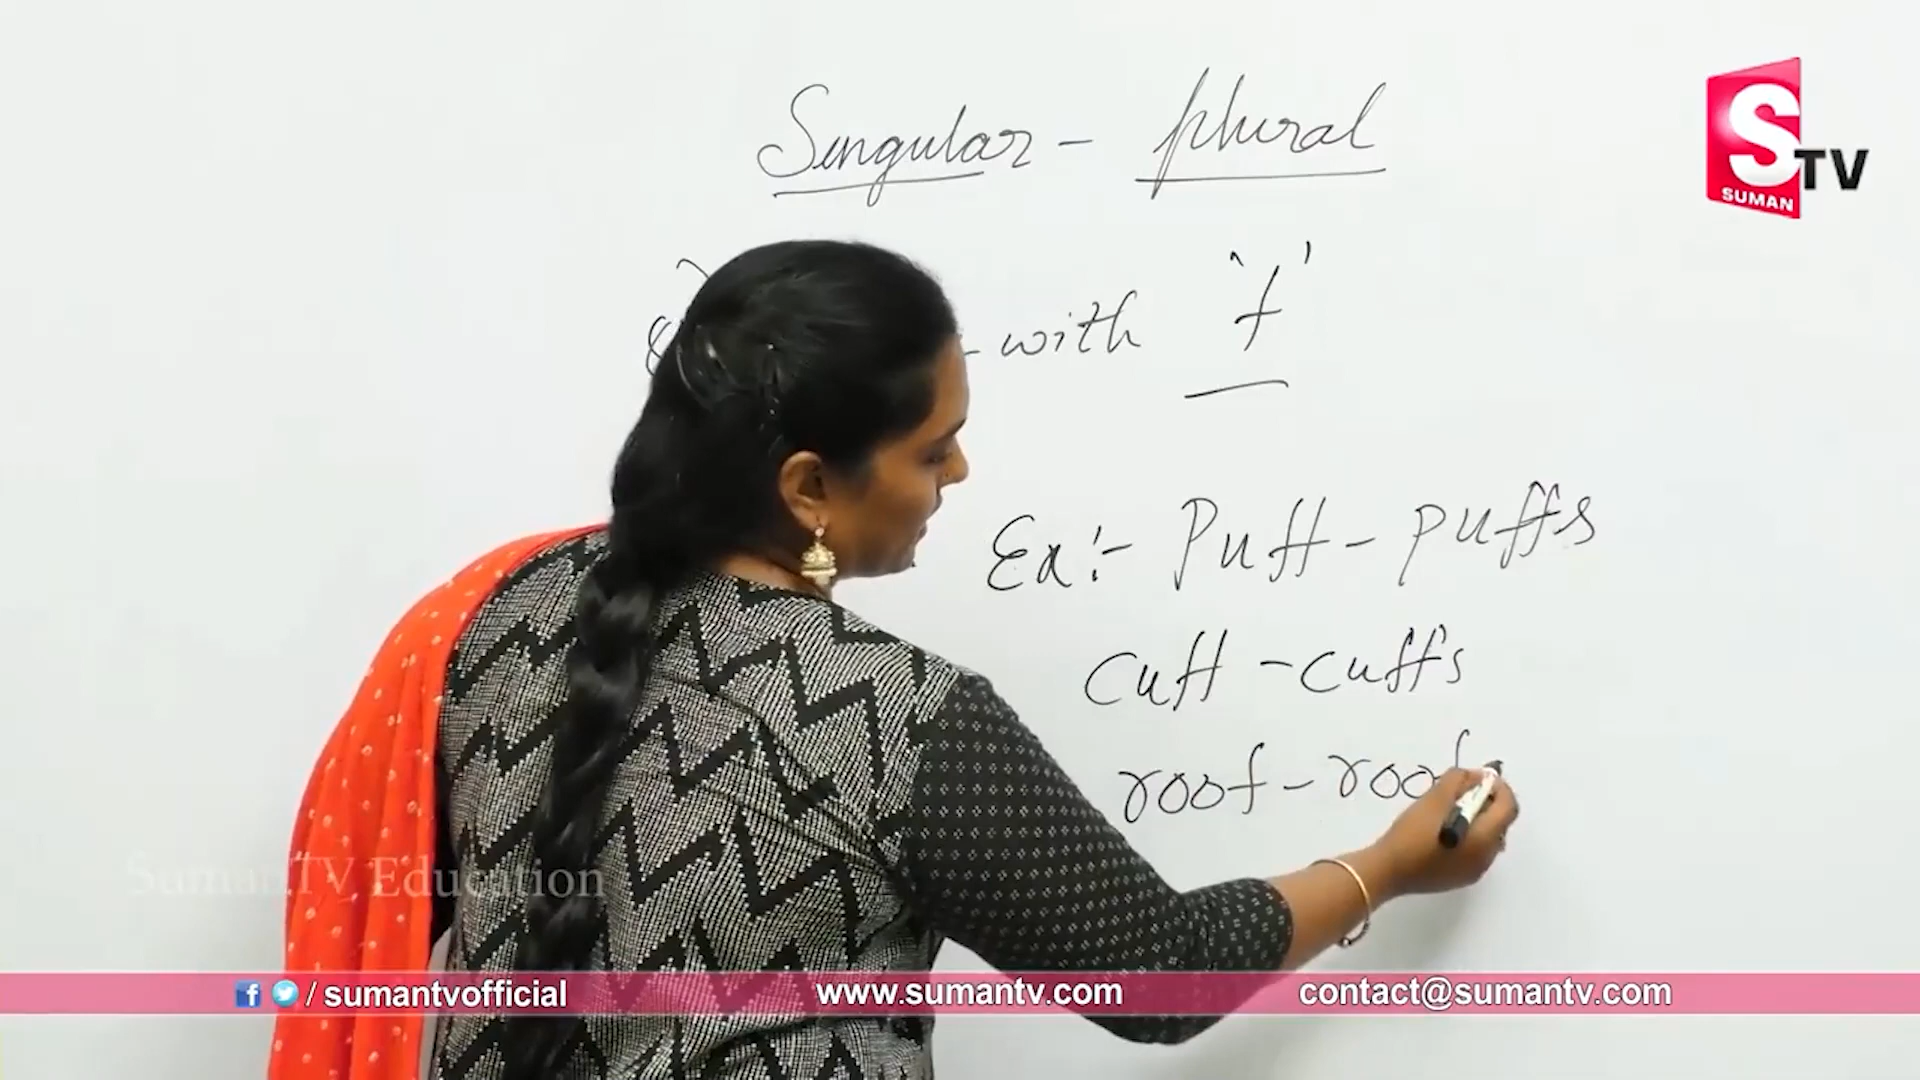 Singular - plural
S TV
SUMAN
with 'f'
Ex:- Puff - puffs
cuff - cuffs
roof - roof
SumanTV Education
/ sumantvofficial
www.sumantv.com
contact@sumantv.com